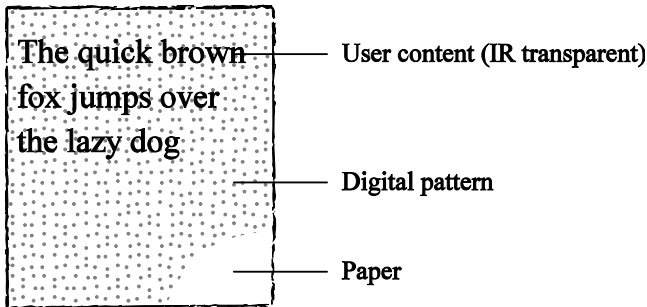 The quick brown
fox jumps over
the lazy dog
User content (IR transparent)
Digital pattern
Paper